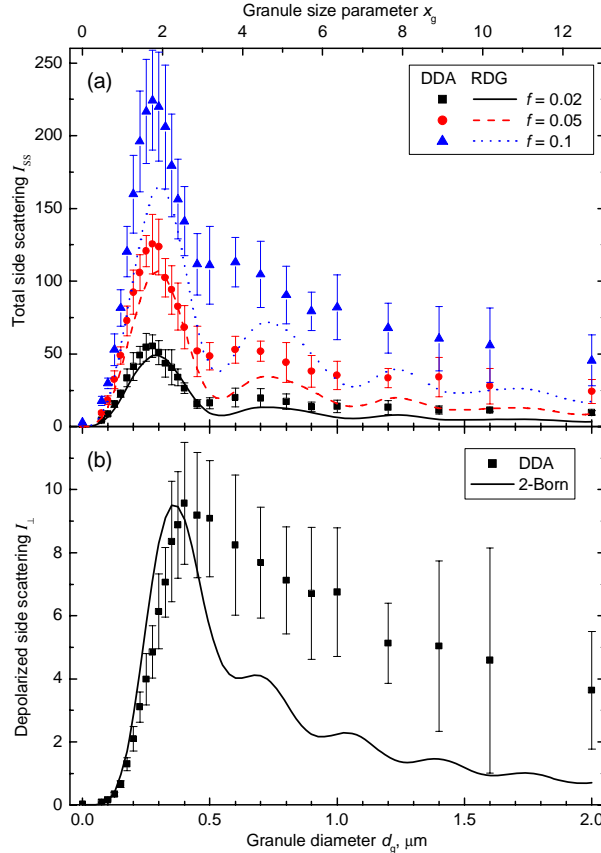 Granule size parameter x_g
0 2 4 6 8 10 12
(a)
DDA RDG
f = 0.02
f = 0.05
f = 0.1
250
200
150
100
50
0
Total side scattering I_SS
(b)
DDA
2-Born
10
8
6
4
2
0
Depolarized side scattering I_⊥
0.0 0.5 1.0 1.5 2.0
Granule diameter d_g, μm